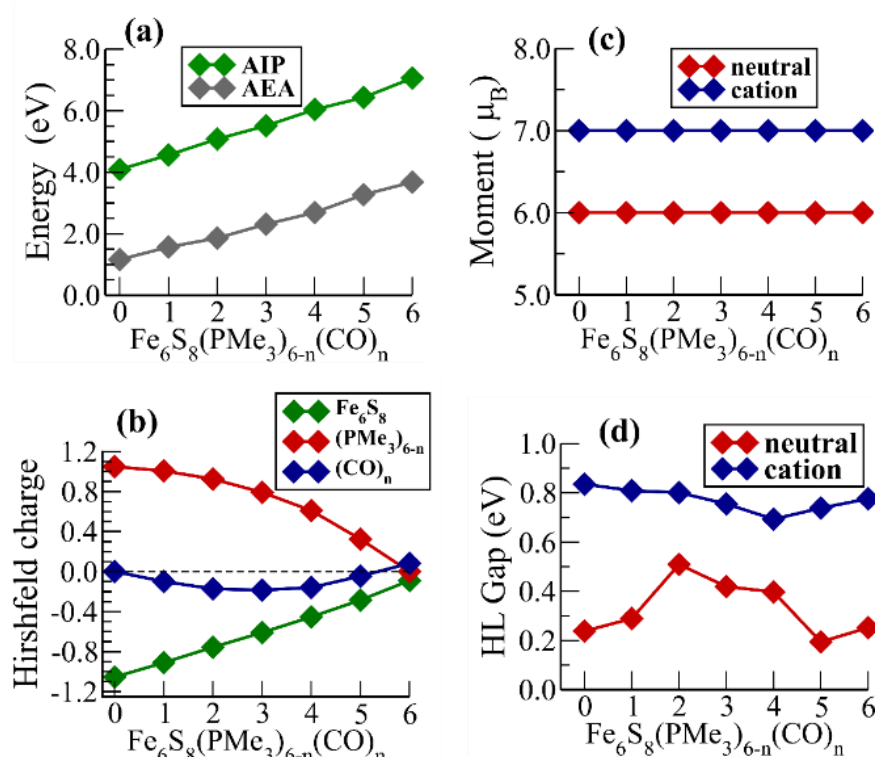 (a)
AIP
AEA
Energy (eV)
8.0
6.0
4.0
2.0
0.0
0 1 2 3 4 5 6
Fe₆S₈(PMe₃)₆₋ₙ(CO)ₙ
(c)
neutral
cation
Moment ( μ_B)
8.0
7.0
6.0
5.0
0 1 2 3 4 5 6
Fe₆S₈(PMe₃)₆₋ₙ(CO)ₙ
(b)
Fe₆S₈
(PMe₃)₆₋ₙ
(CO)ₙ
Hirshfeld charge
1.2
0.8
0.4
0.0
-0.4
-0.8
-1.2
0 1 2 3 4 5 6
Fe₆S₈(PMe₃)₆₋ₙ(CO)ₙ
(d)
neutral
cation
HL Gap (eV)
1.0
0.8
0.6
0.4
0.2
0.0
0 1 2 3 4 5 6
Fe₆S₈(PMe₃)₆₋ₙ(CO)ₙ